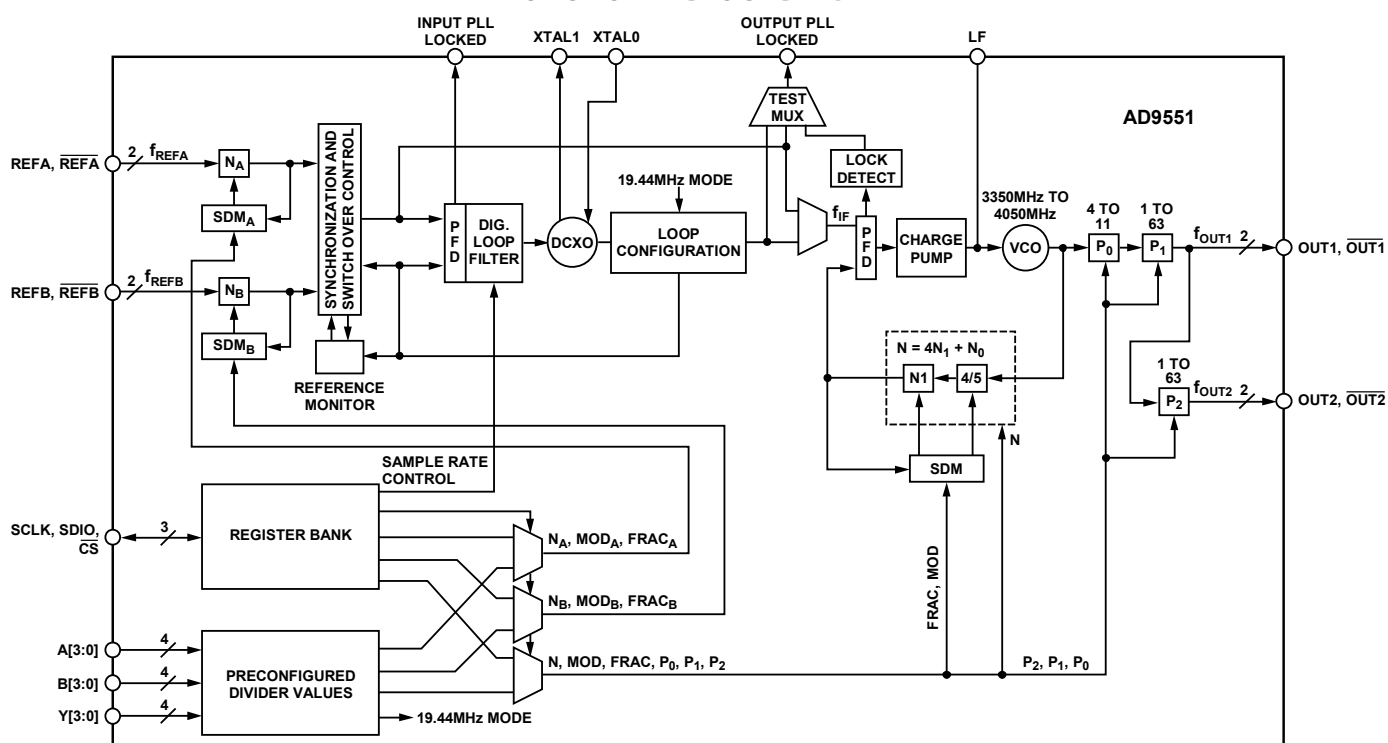 INPUT PLL
LOCKED
XTAL1
XTAL0
OUTPUT PLL
LOCKED
LF
AD9551
TEST
MUX
REFA, REFA
2
fREFA
NA
SDMA
SYNCHRONIZATION AND
SWITCH OVER CONTROL
PFD
DIG.
LOOP
FILTER
DCXO
19.44MHz MODE
LOOP
CONFIGURATION
LOCK
DETECT
fIF
PFD
CHARGE
PUMP
3350MHz TO
4050MHz
VCO
4 TO
11
P0
1 TO
63
P1
fOUT1
2
OUT1, OUT1
REFB, REFB
2
fREFB
NB
SDMB
REFERENCE
MONITOR
N = 4N1 + N0
N1
4/5
N
SDM
1 TO
63
P2
fOUT2
2
OUT2, OUT2
SAMPLE RATE
CONTROL
SCLK, SDIO,
CS
3
REGISTER BANK
NA, MODA, FRACA
NB, MODB, FRACB
N, MOD, FRAC, P0, P1, P2
FRAC, MOD
P2, P1, P0
A[3:0]
4
B[3:0]
4
Y[3:0]
4
PRECONFIGURED
DIVIDER VALUES
19.44MHz MODE